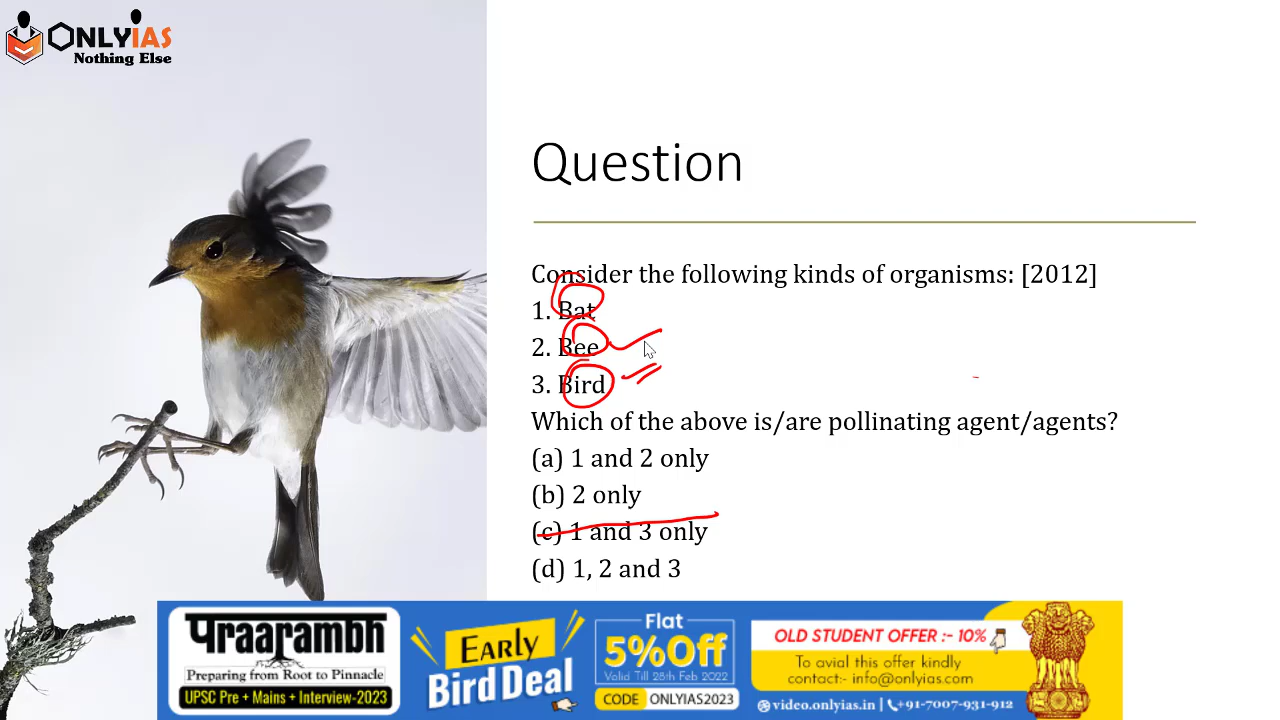 ONLYIAS
Nothing Else
Question
Consider the following kinds of organisms: [2012]
1. Bat
2. Bee
3. Bird
Which of the above is/are pollinating agent/agents?
(a) 1 and 2 only
(b) 2 only
(c) 1 and 3 only
(d) 1, 2 and 3
पraarambh
Preparing from Root to Pinnacle
UPSC Pre + Mains + Interview-2023
EARLY
Bird Deal
Flat
5%Off
Valid Till 28th Feb 2022
CODE ONLYIAS2023
OLD STUDENT OFFER :- 10%
To avial this offer kindly
contact:- info@onlyias.com
video.onlyias.in | +91-7007-931-912